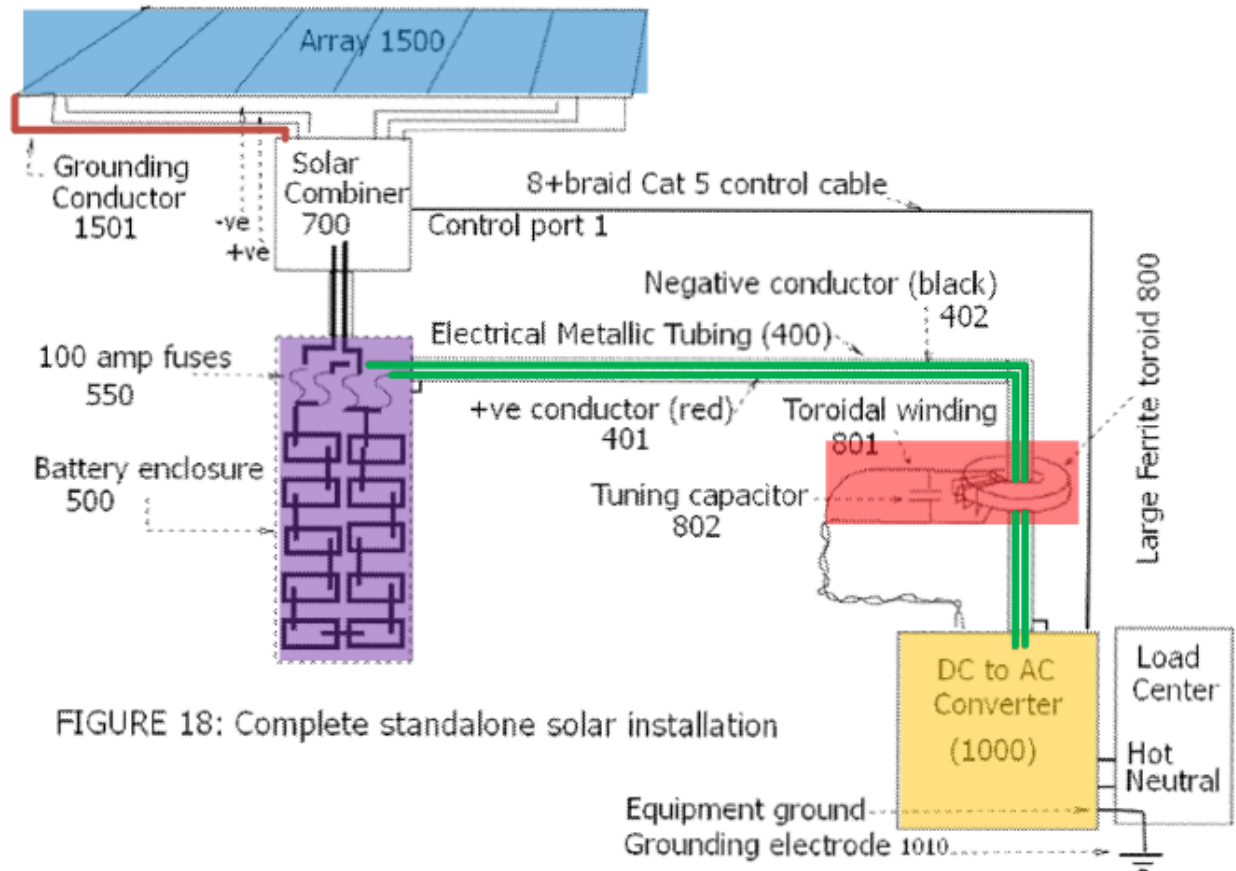 Array 1500
Grounding
Conductor
1501
-ve
+ve
Solar
Combiner
700
8+braid Cat 5 control cable
Control port 1
Negative conductor (black)
402
Electrical Metallic Tubing (400)
100 amp fuses
550
+ve conductor (red)
401
Toroidal winding
801
Large Ferrite toroid 800
Battery enclosure
500
Tuning capacitor
802
DC to AC
Converter
(1000)
Load
Center
Hot
Neutral
FIGURE 18: Complete standalone solar installation
Equipment ground
Grounding electrode 1010